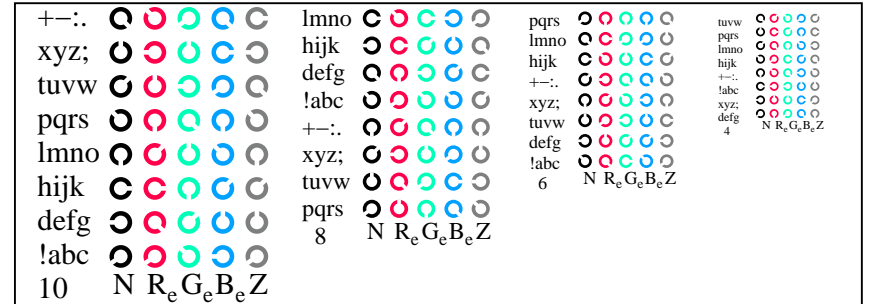 +−:.
xyz;
tuvw
pqrs
lmno
hijk
defg
!abc
10 N ReGeBeZ
lmno
hijk
defg
!abc
+−:.
xyz;
tuvw
pqrs
8 N ReGeBeZ
pqrs
lmno
hijk
+−:.
xyz;
tuvw
defg
!abc
6 N ReGeBeZ
tuvw
pqrs
lmno
hijk
+−:.
!abc
xyz;
defg
4 N ReGeBeZ